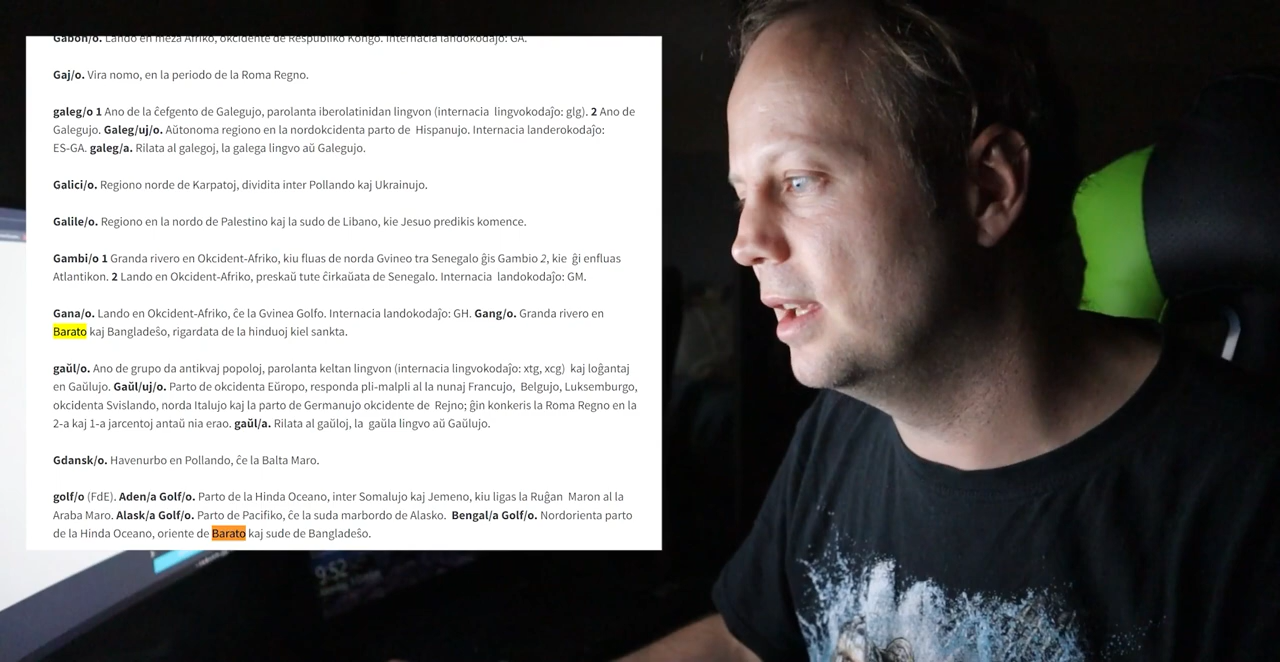 Gabon/o. Lando en meza Afriko, okcidente de Respubliko Kongo. Internacia landokodaĵo: GA.
Gaj/o. Vira nomo, en la periodo de la Roma Regno.
galeg/o 1 Ano de la ĉefgento de Galegujo, parolanta iberolatinidan lingvon (internacia lingvokodaĵo: glg). 2 Ano de
Galegujo. Galeg/uj/o. Aŭtonoma regiono en la nordokcidenta parto de Hispanujo. Internacia landerokodaĵo:
ES-GA. galeg/a. Rilata al galegoj, la galega lingvo aŭ Galegujo.
Galici/o. Regiono norde de Karpatoj, dividita inter Pollando kaj Ukrainujo.
Galile/o. Regiono en la nordo de Palestino kaj la sudo de Libano, kie Jesuo predikis komence.
Gambi/o 1 Granda rivero en Okcident-Afriko, kiu fluas de norda Gvineo tra Senegalo ĝis Gambio 2, kie ĝi enfluas
Atlantikon. 2 Lando en Okcident-Afriko, preskaŭ tute ĉirkaŭata de Senegalo. Internacia landokodaĵo: GM.
Gana/o. Lando en Okcident-Afriko, ĉe la Gvinea Golfo. Internacia landokodaĵo: GH. Gang/o. Granda rivero en
Barato kaj Bangladeŝo, rigardata de la hinduoj kiel sankta.
gaŭl/o. Ano de grupo da antikvaj popoloj, parolanta keltan lingvon (internacia lingvokodaĵo: xtg, xcg) kaj loĝantaj
en Gaŭlujo. Gaŭl/uj/o. Parto de okcidenta Eŭropo, responda pli-malpli al la nunaj Francujo, Belgujo, Luksemburgo,
okcidenta Svislando, norda Italujo kaj la parto de Germanujo okcidente de Rejno; ĝin konkeris la Roma Regno en la
2-a kaj 1-a jarcentoj antaŭ nia erao. gaŭl/a. Rilata al gaŭloj, la gaŭla lingvo aŭ Gaŭlujo.
Gdansk/o. Havenurbo en Pollando, ĉe la Balta Maro.
golf/o (FdE). Aden/a Golf/o. Parto de la Hinda Oceano, inter Somalujo kaj Jemeno, kiu ligas la Ruĝan Maron al la
Araba Maro. Alask/a Golf/o. Parto de Pacifiko, ĉe la suda marbordo de Alasko. Bengal/a Golf/o. Nordorienta parto
de la Hinda Oceano, oriente de Barato kaj sude de Bangladeŝo.
9:52